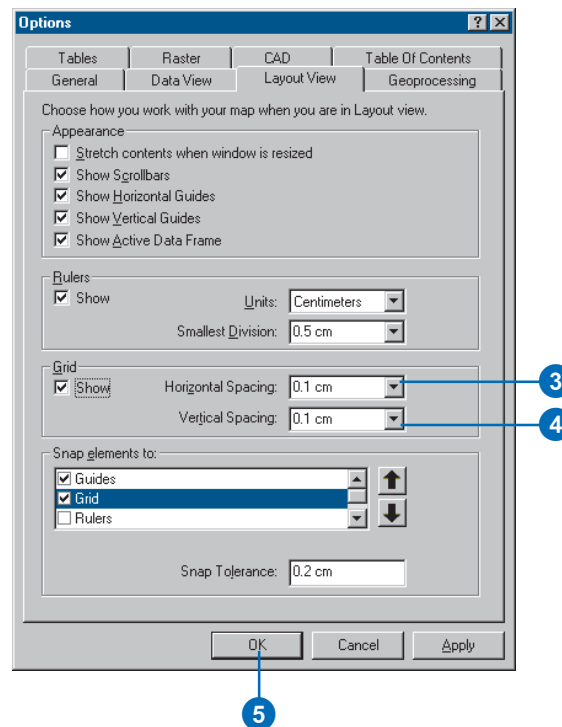 Options
Tables Raster CAD Table Of Contents
General Data View Layout View Geoprocessing
Choose how you work with your map when you are in Layout view.
Appearance
Stretch contents when window is resized
Show Scrollbars
Show Horizontal Guides
Show Vertical Guides
Show Active Data Frame
Rulers
Show Units: Centimeters
Smallest Division: 0.5 cm
Grid
Show Horizontal Spacing: 0.1 cm 3
Vertical Spacing: 0.1 cm 4
Snap elements to:
Guides
Grid
Rulers
Snap Tolerance: 0.2 cm
OK Cancel Apply
5